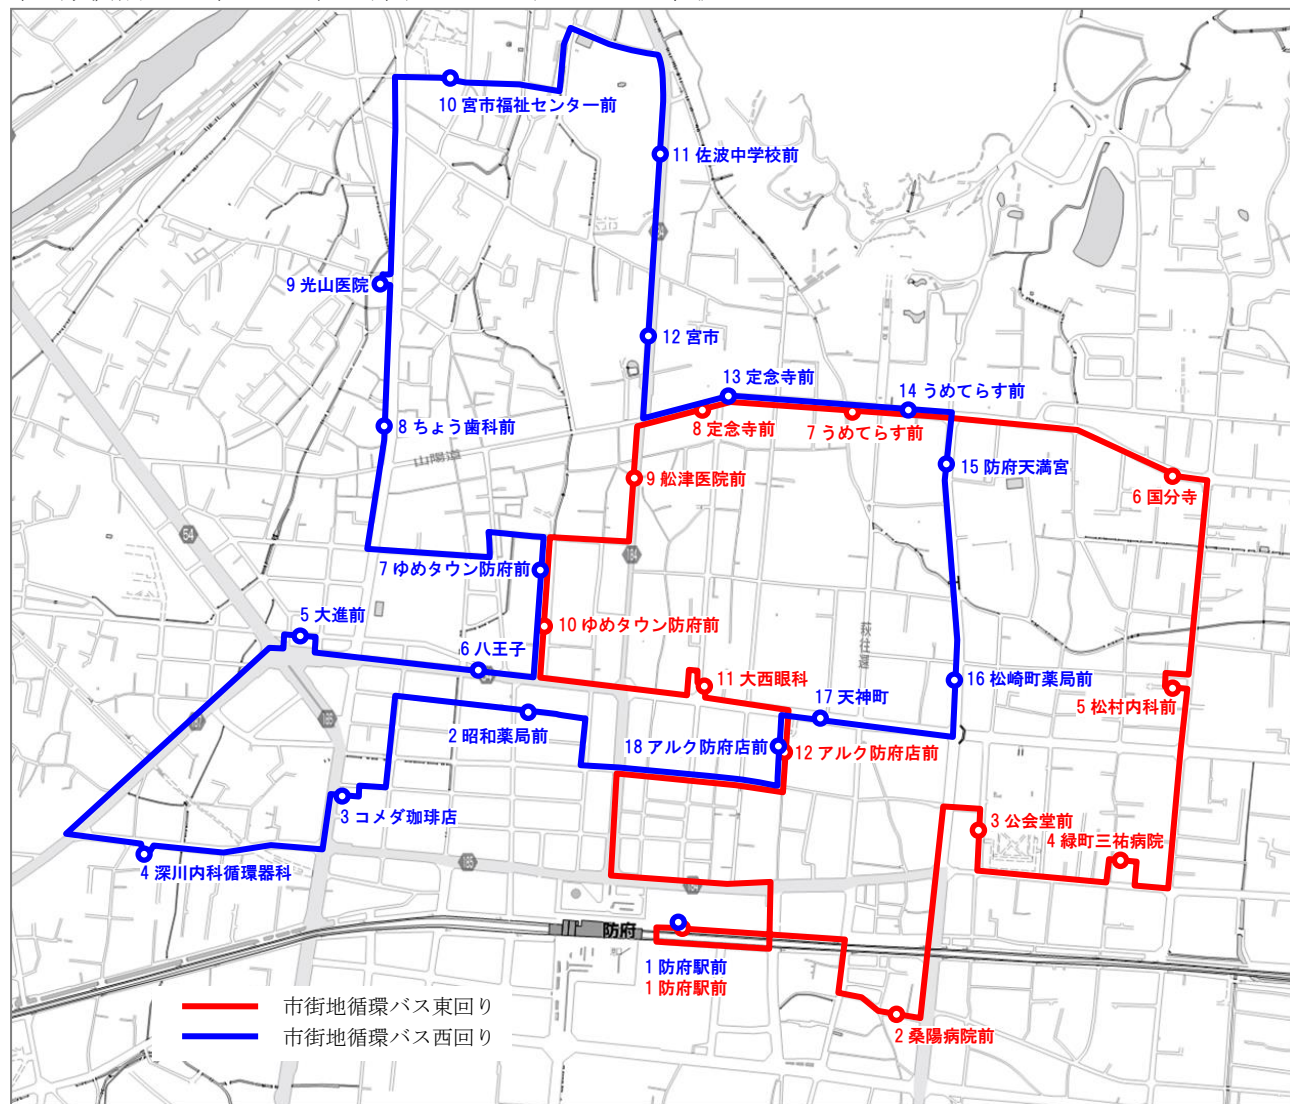 10 宮市福祉センター前
11 佐波中学校前
9 光山医院
12 宮市
13 定念寺前
14 うめてらす前
8 定念寺前
7 うめてらす前
8 ちょう歯科前
山陽道
9 舩津医院前
15 防府天満宮
6 国分寺
54
184
7 ゆめタウン防府前
5 大進前
10 ゆめタウン防府前
萩往還
6 八王子
11 大西眼科
16 松崎町薬局前
17 天神町
5 松村内科前
2 昭和薬局前
185
18 アルク防府店前
12 アルク防府店前
3 コメダ珈琲店
3 公会堂前
4 緑町三祐病院
4 深川内科循環器科
185
防府
1 防府駅前
1 防府駅前
2 桑陽病院前
市街地循環バス東回り
市街地循環バス西回り